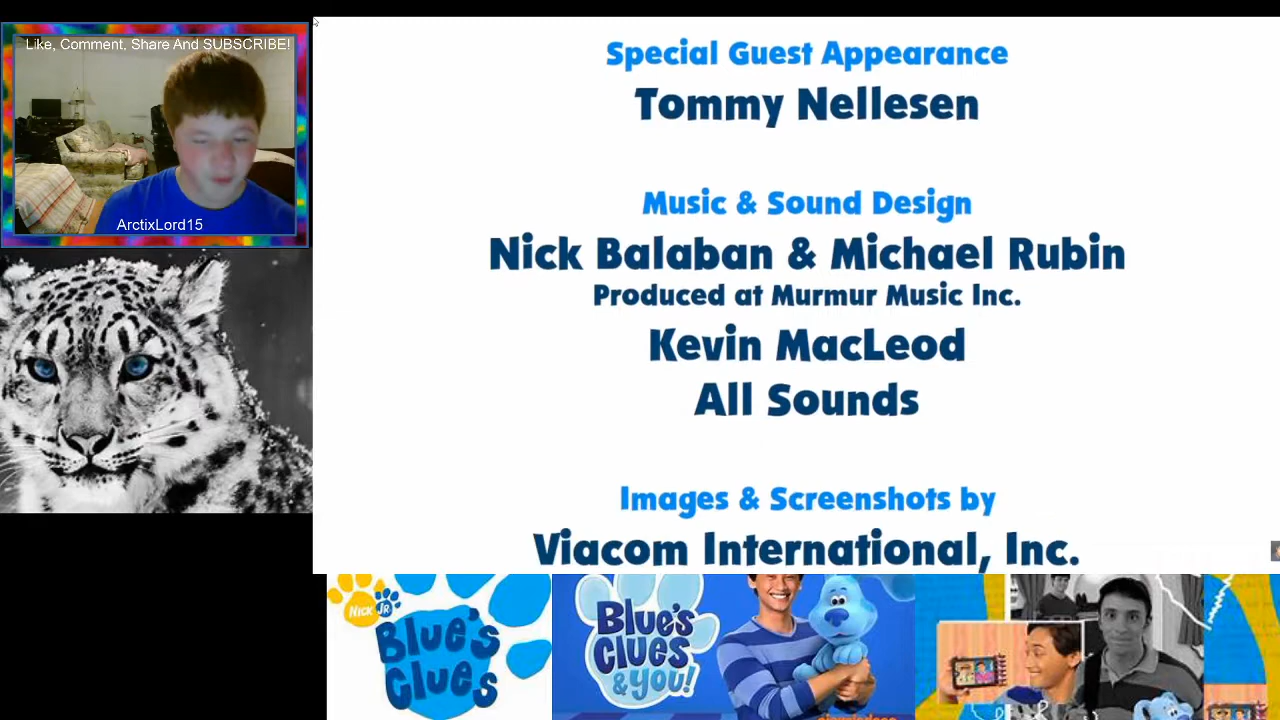 Like, Comment, Share And SUBSCRIBE!
ArctixLord15
Special Guest Appearance
Tommy Nellesen
Music & Sound Design
Nick Balaban & Michael Rubin
Produced at Murmur Music Inc.
Kevin MacLeod
All Sounds
Images & Screenshots by
Viacom International, Inc.
NICK JR
BLUE'S
CLUES
BLUE'S
CLUES
& YOU!
nickelodeon